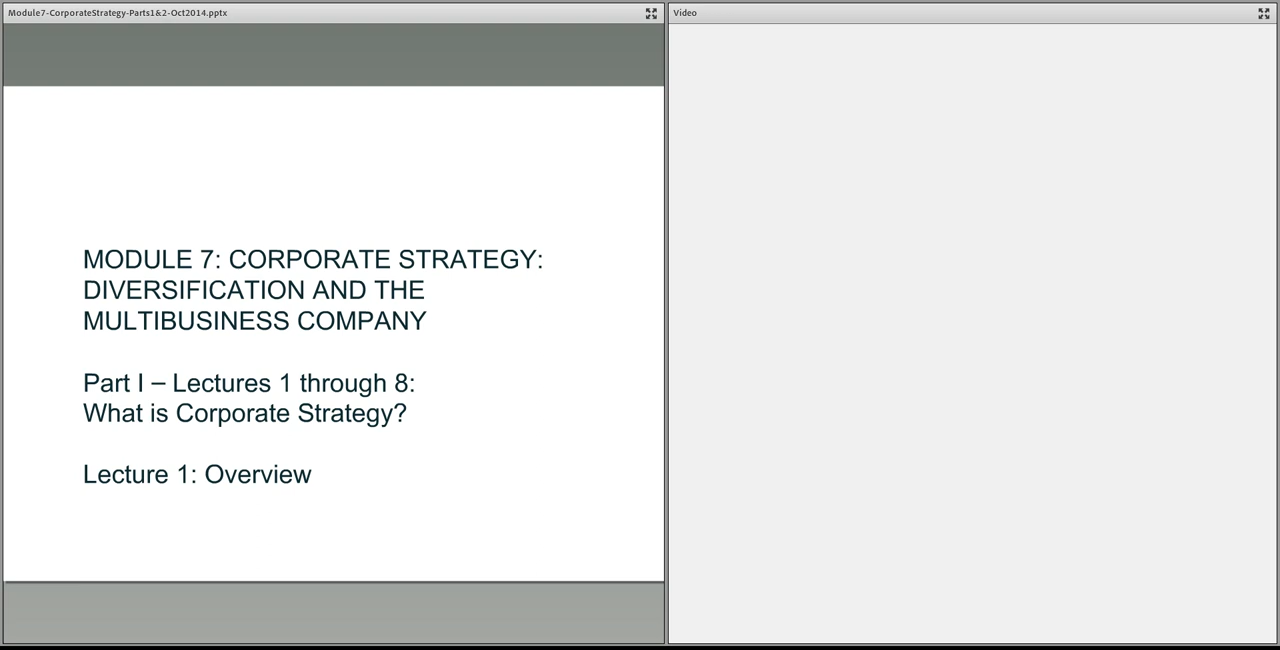 Module7-CorporateStrategy-Parts1&2-Oct2014.pptx
Video
MODULE 7: CORPORATE STRATEGY:
DIVERSIFICATION AND THE
MULTIBUSINESS COMPANY
Part I – Lectures 1 through 8:
What is Corporate Strategy?
Lecture 1: Overview